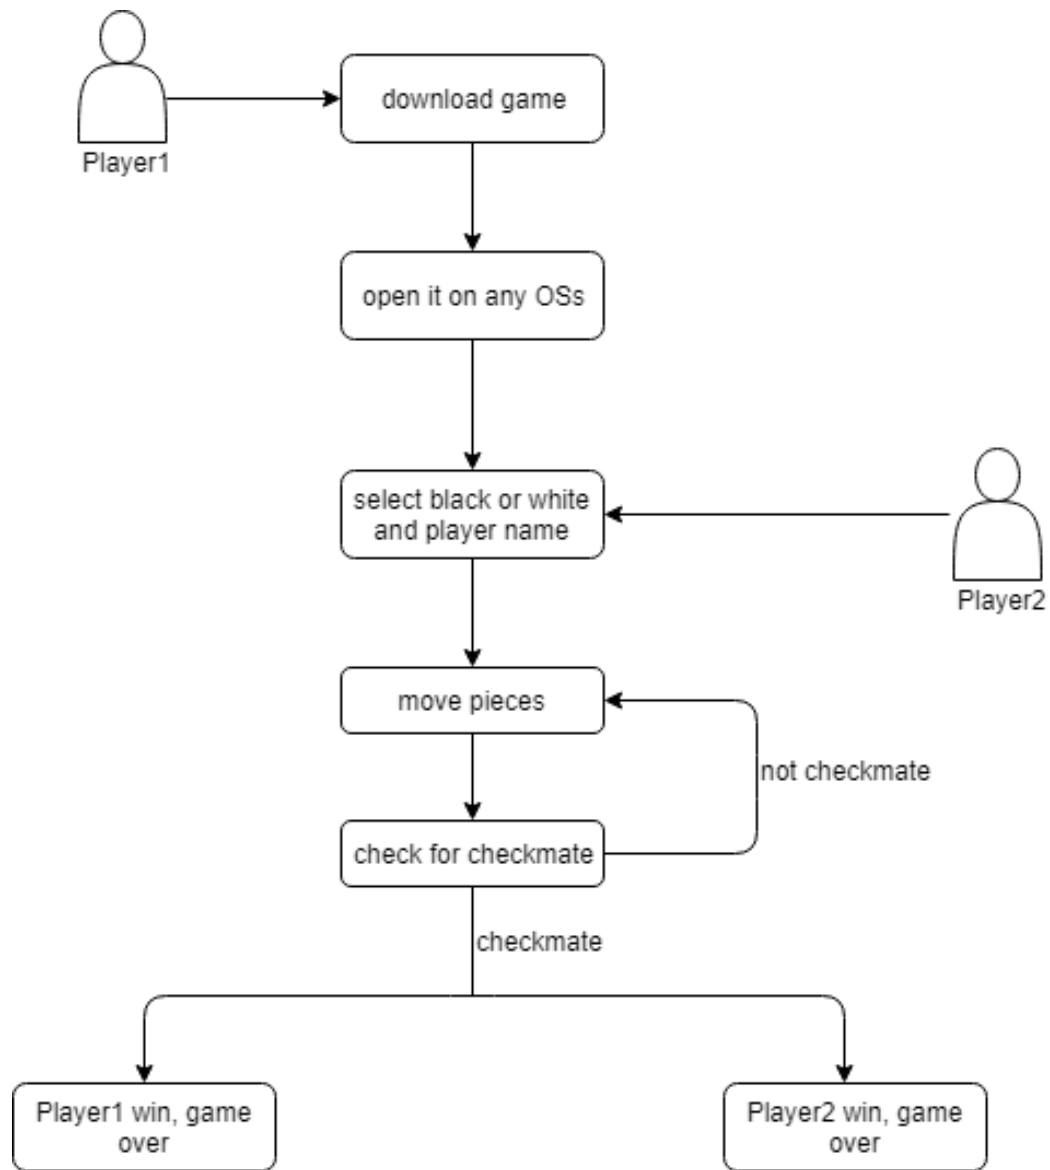 download game
Player1
open it on any OSs
select black or white
and player name
Player2
move pieces
not checkmate
check for checkmate
checkmate
Player1 win, game
over
Player2 win, game
over